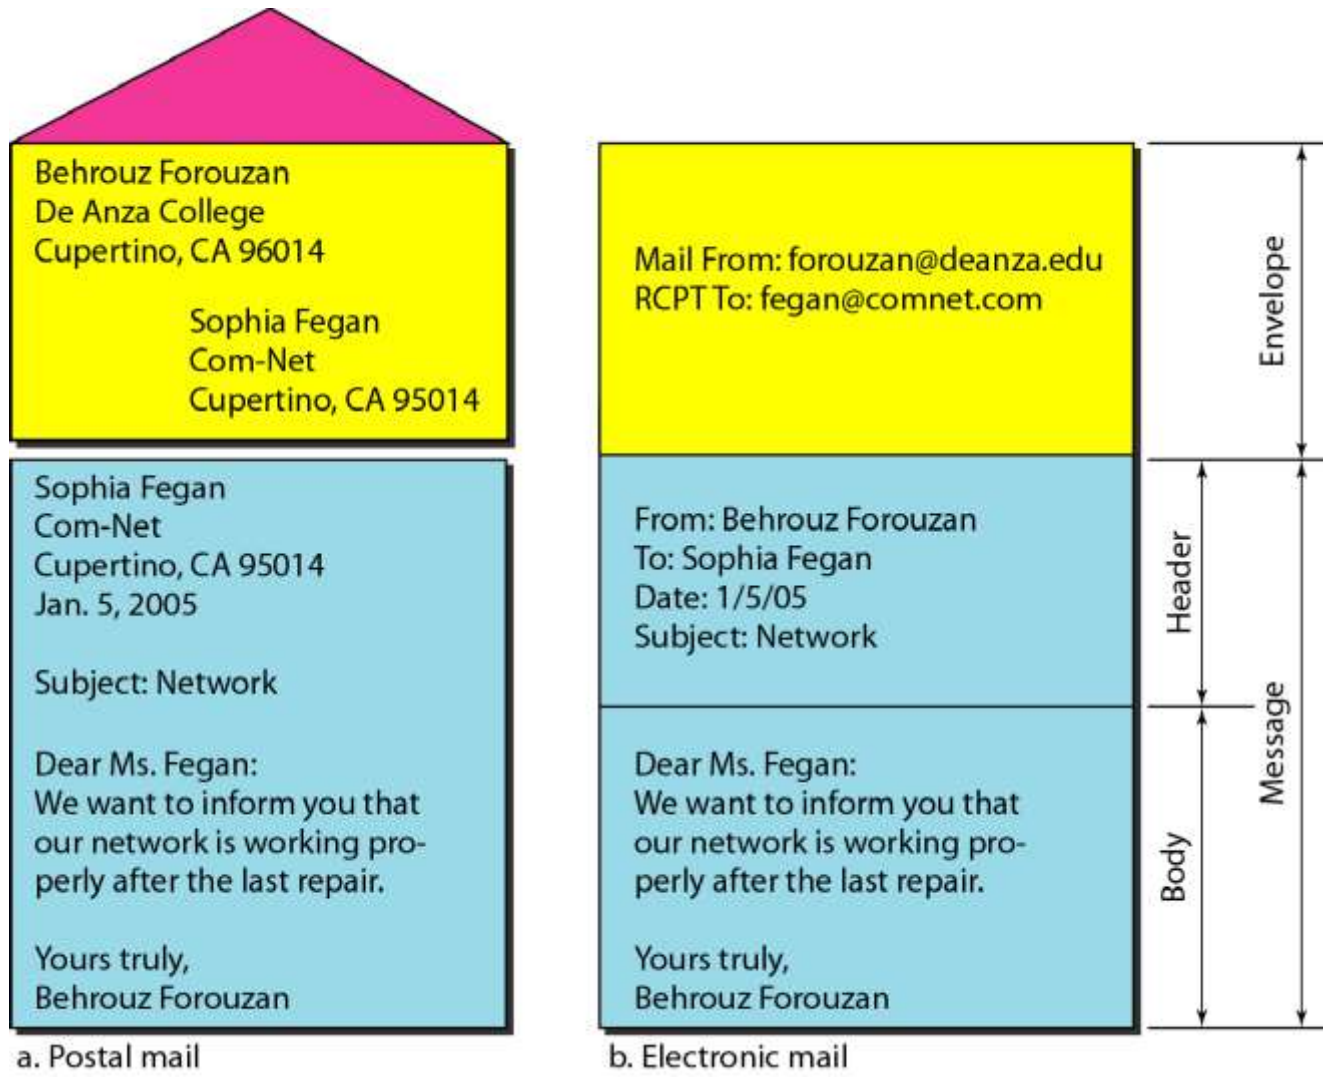 Behrouz Forouzan
De Anza College
Cupertino, CA 96014
Sophia Fegan
Com-Net
Cupertino, CA 95014
Sophia Fegan
Com-Net
Cupertino, CA 95014
Jan. 5, 2005
Subject: Network
Dear Ms. Fegan:
We want to inform you that
our network is working pro-
perly after the last repair.
Yours truly,
Behrouz Forouzan
a. Postal mail
Mail From: forouzan@deanza.edu
RCPT To: fegan@comnet.com
From: Behrouz Forouzan
To: Sophia Fegan
Date: 1/5/05
Subject: Network
Dear Ms. Fegan:
We want to inform you that
our network is working pro-
perly after the last repair.
Yours truly,
Behrouz Forouzan
b. Electronic mail
Envelope
Header
Message
Body